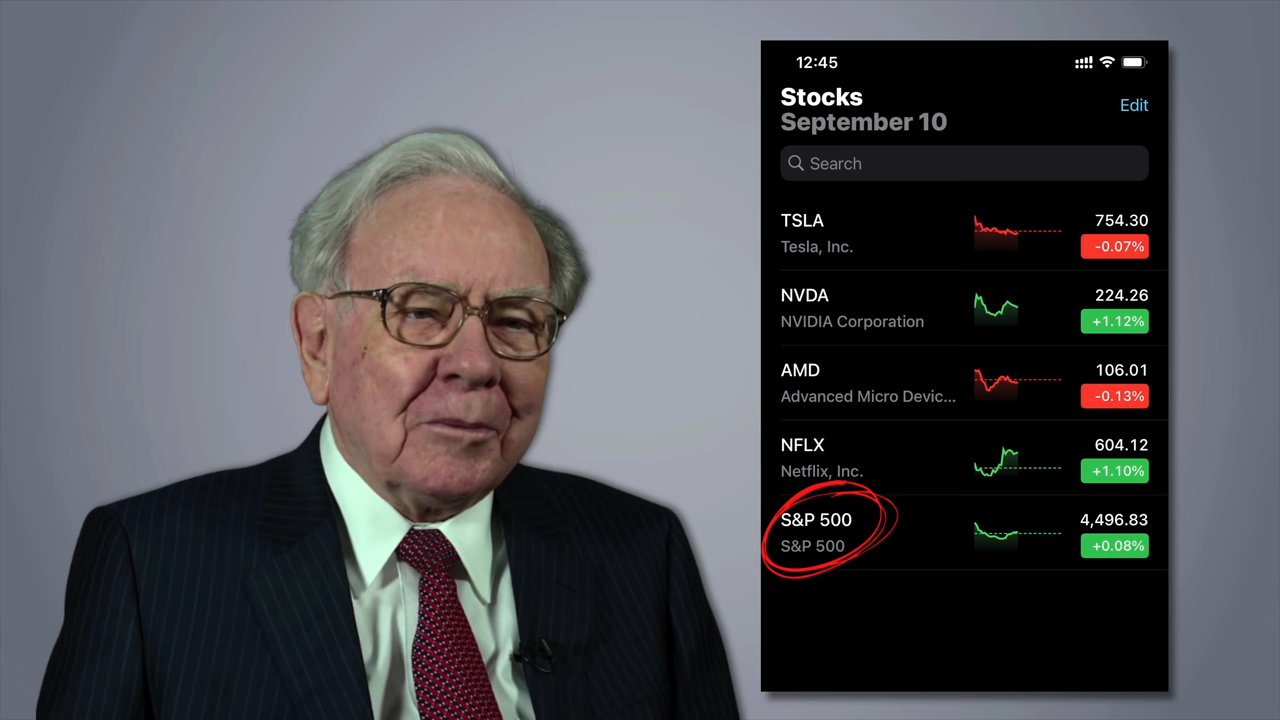 12:45
Stocks
Edit
September 10
Search
TSLA 754.30
Tesla, Inc. -0.07%
NVDA 224.26
NVIDIA Corporation +1.12%
AMD 106.01
Advanced Micro Devic... -0.13%
NFLX 604.12
Netflix, Inc. +1.10%
S&P 500 4,496.83
S&P 500 +0.08%